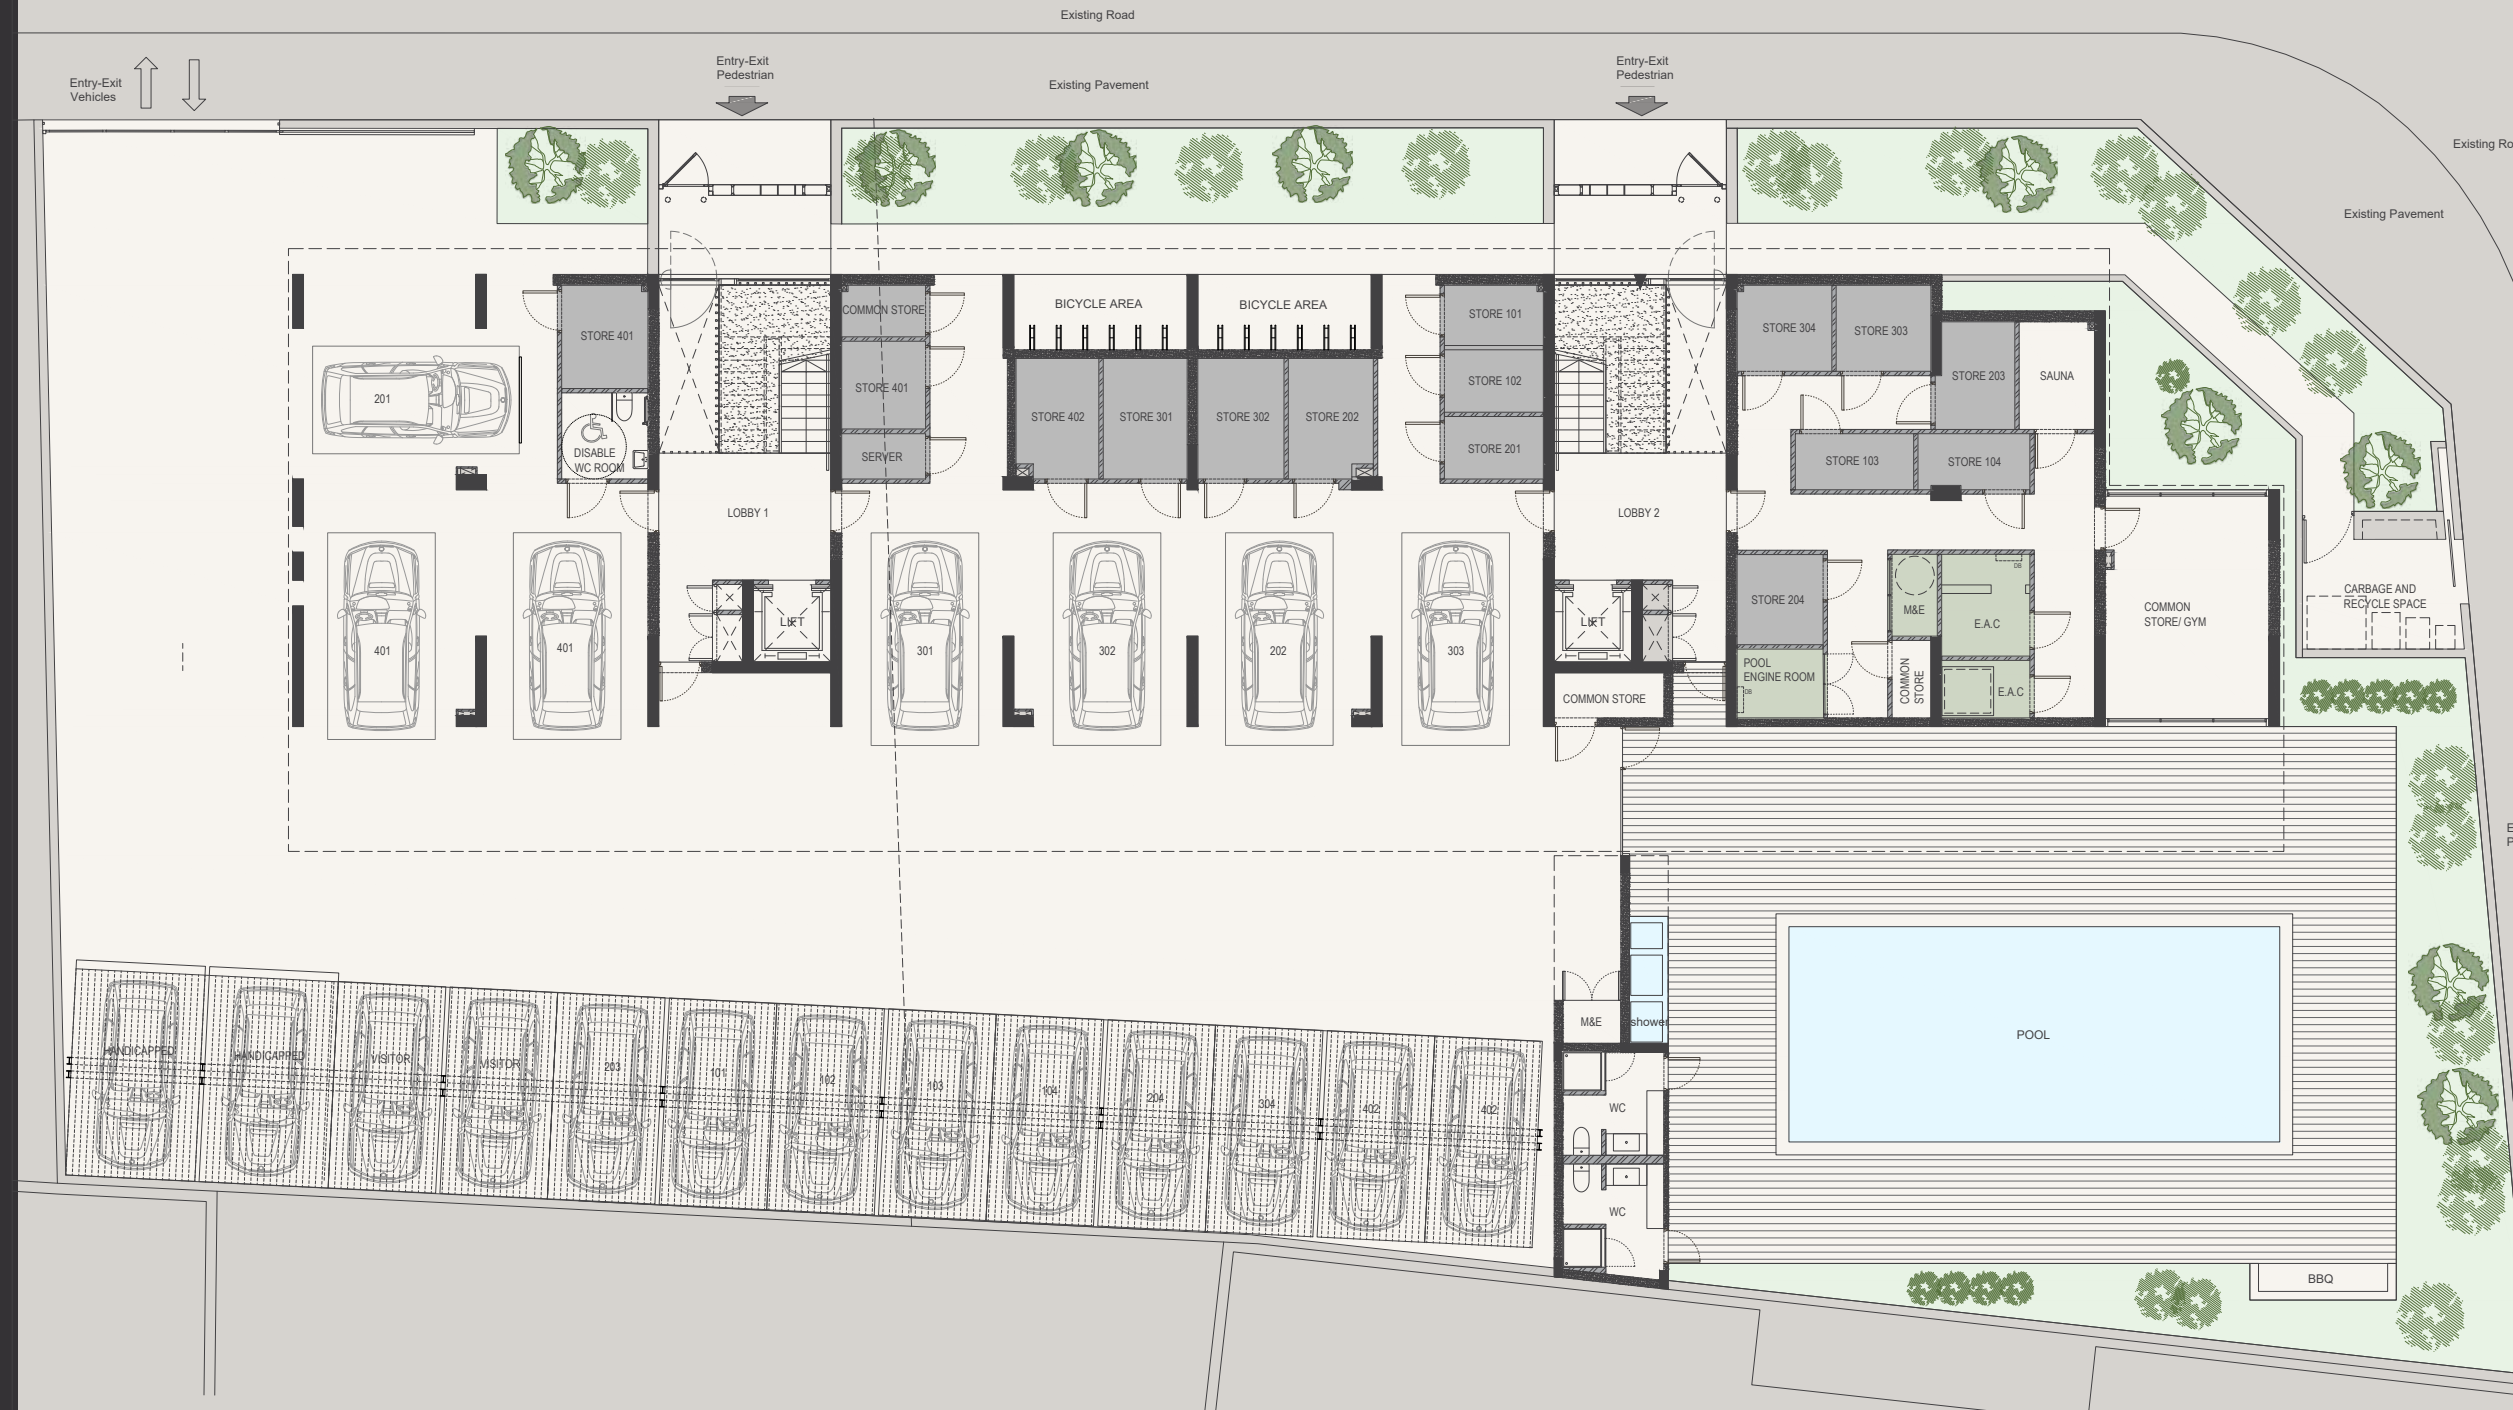 Existing Road
Entry-Exit
Pedestrian
Entry-Exit
Pedestrian
Entry-Exit
Vehicles
Existing Pavement
Existing Ro
Existing Pavement
COMMON STORE
BICYCLE AREA
BICYCLE AREA
STORE 101
STORE 304
STORE 303
STORE 401
STORE 401
STORE 102
STORE 203
SAUNA
201
STORE 402
STORE 301
STORE 302
STORE 202
DISABLE
WC ROOM
SERVER
STORE 201
STORE 103
STORE 104
LOBBY 1
LOBBY 2
DB
CARBAGE AND
RECYCLE SPACE
STORE 204
M&E
E.A.C
COMMON
STORE/ GYM
LIFT
LIFT
401
401
301
302
202
303
POOL
ENGINE ROOM
DB
COMMON
STORE
E.A.C
COMMON STORE
E
P
HANDICAPPED
HANDICAPPED
VISITOR
VISITOR
203
101
102
103
104
204
304
402
402
M&E
shower
POOL
WC
WC
BBQ